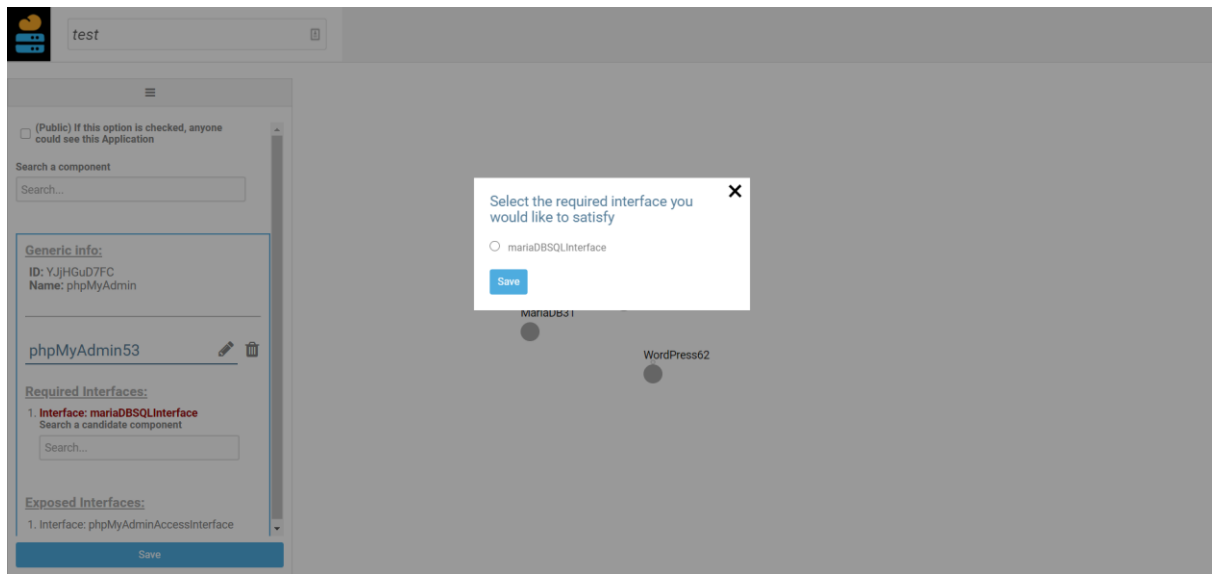 test
(Public) If this option is checked, anyone
could see this Application
Search a component
Search...
Generic info:
ID: YJjHGuD7FC
Name: phpMyAdmin
phpMyAdmin53
Required Interfaces:
1. Interface: mariaDBSQLInterface
Search a candidate component
Search...
Exposed Interfaces:
1. Interface: phpMyAdminAccessInterface
Save
Select the required interface you
would like to satisfy
mariaDBSQLInterface
Save
MariaDB31
WordPress62